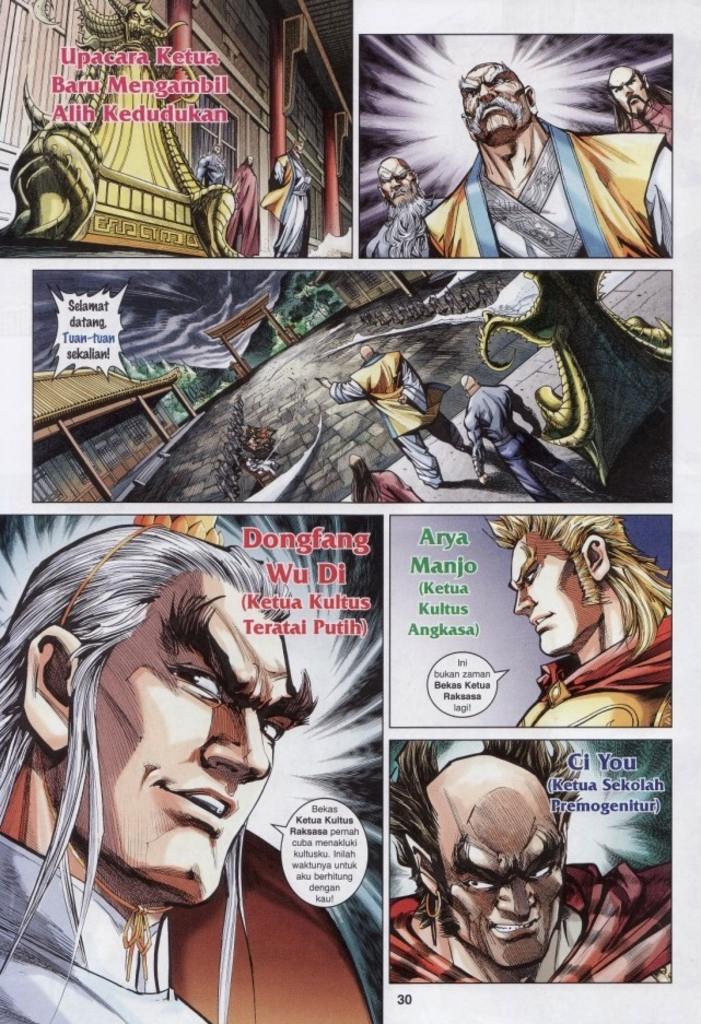 Upacara Ketua
Baru Mengambil
Alih Kedudukan
Selamat
datang,
Tuan-tuan
sekalian!
Dongfang
Wu Di
(Ketua Kultus
Teratai Putih)
Bekas
Ketua Kultus
Raksasa pernah
cuba menakluki
kultusku. Inilah
waktunya untuk
aku berhitung
dengan
kau!
Arya
Manjo
(Ketua
Kultus
Angkasa)
Ini
bukan zaman
Bekas Ketua
Raksasa
lagi!
Ci You
(Ketua Sekolah
Premogenitur)
30